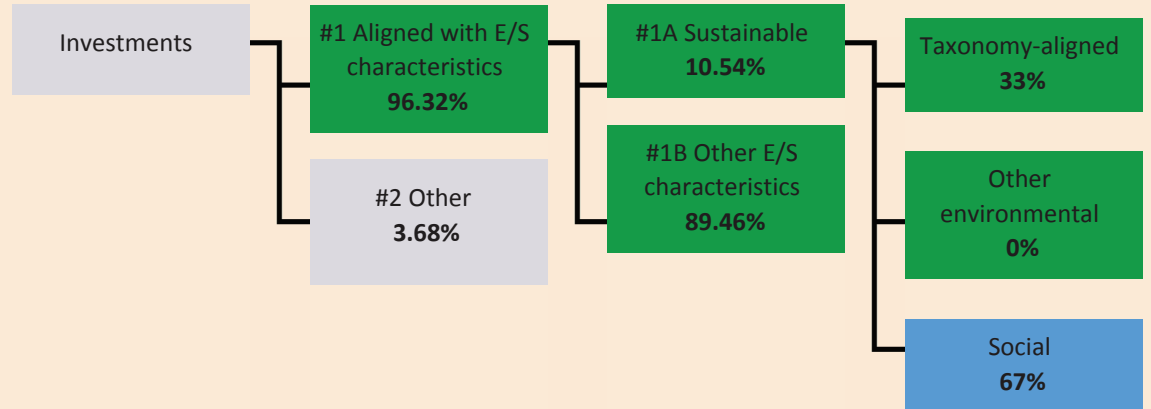 Investments
#1 Aligned with E/S
characteristics
96.32%
#2 Other
3.68%
#1A Sustainable
10.54%
#1B Other E/S
characteristics
89.46%
Taxonomy-aligned
33%
Other
environmental
0%
Social
67%